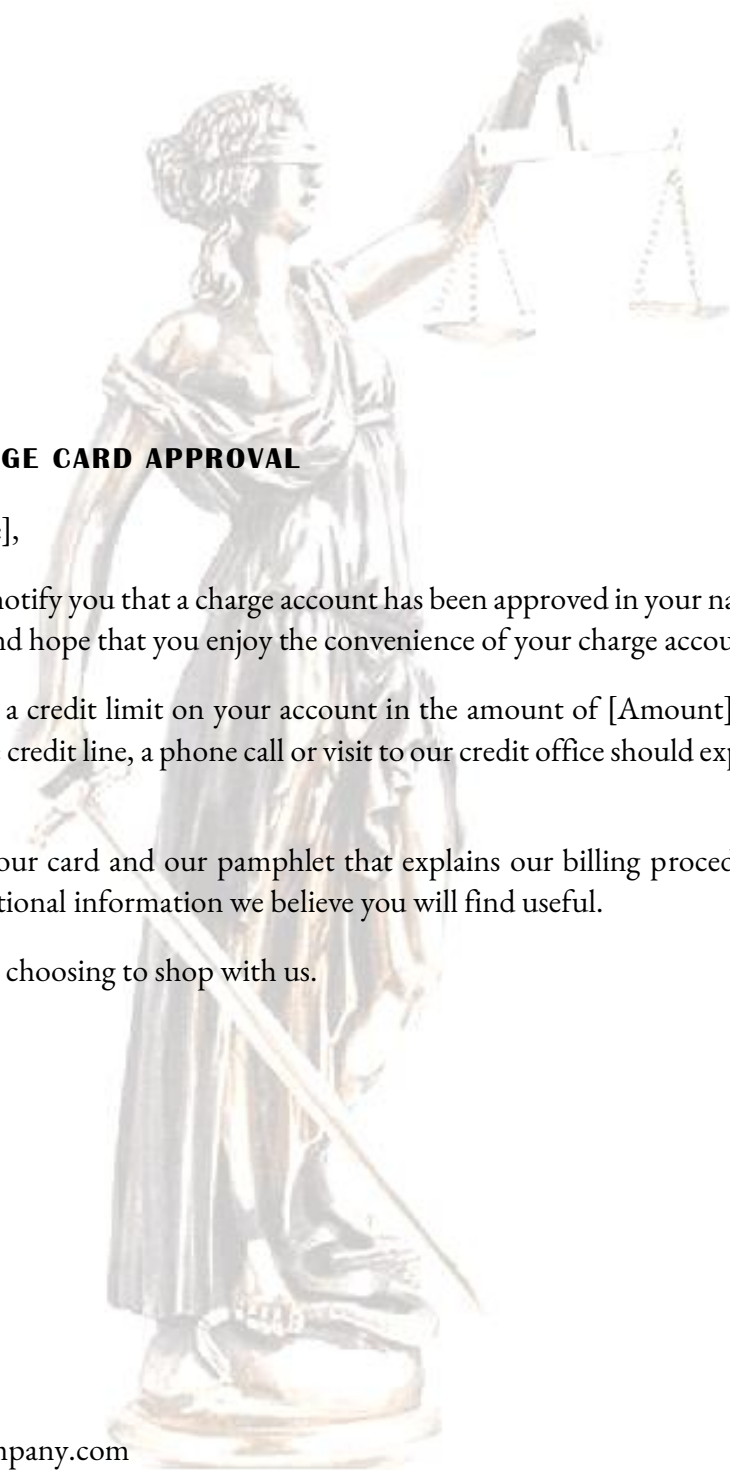 GE CARD APPROVAL
],
notify you that a charge account has been approved in your na
nd hope that you enjoy the convenience of your charge accou
a credit limit on your account in the amount of [Amount]
credit line, a phone call or visit to our credit office should exp
our card and our pamphlet that explains our billing proced
tional information we believe you will find useful.
choosing to shop with us.
mpany.com